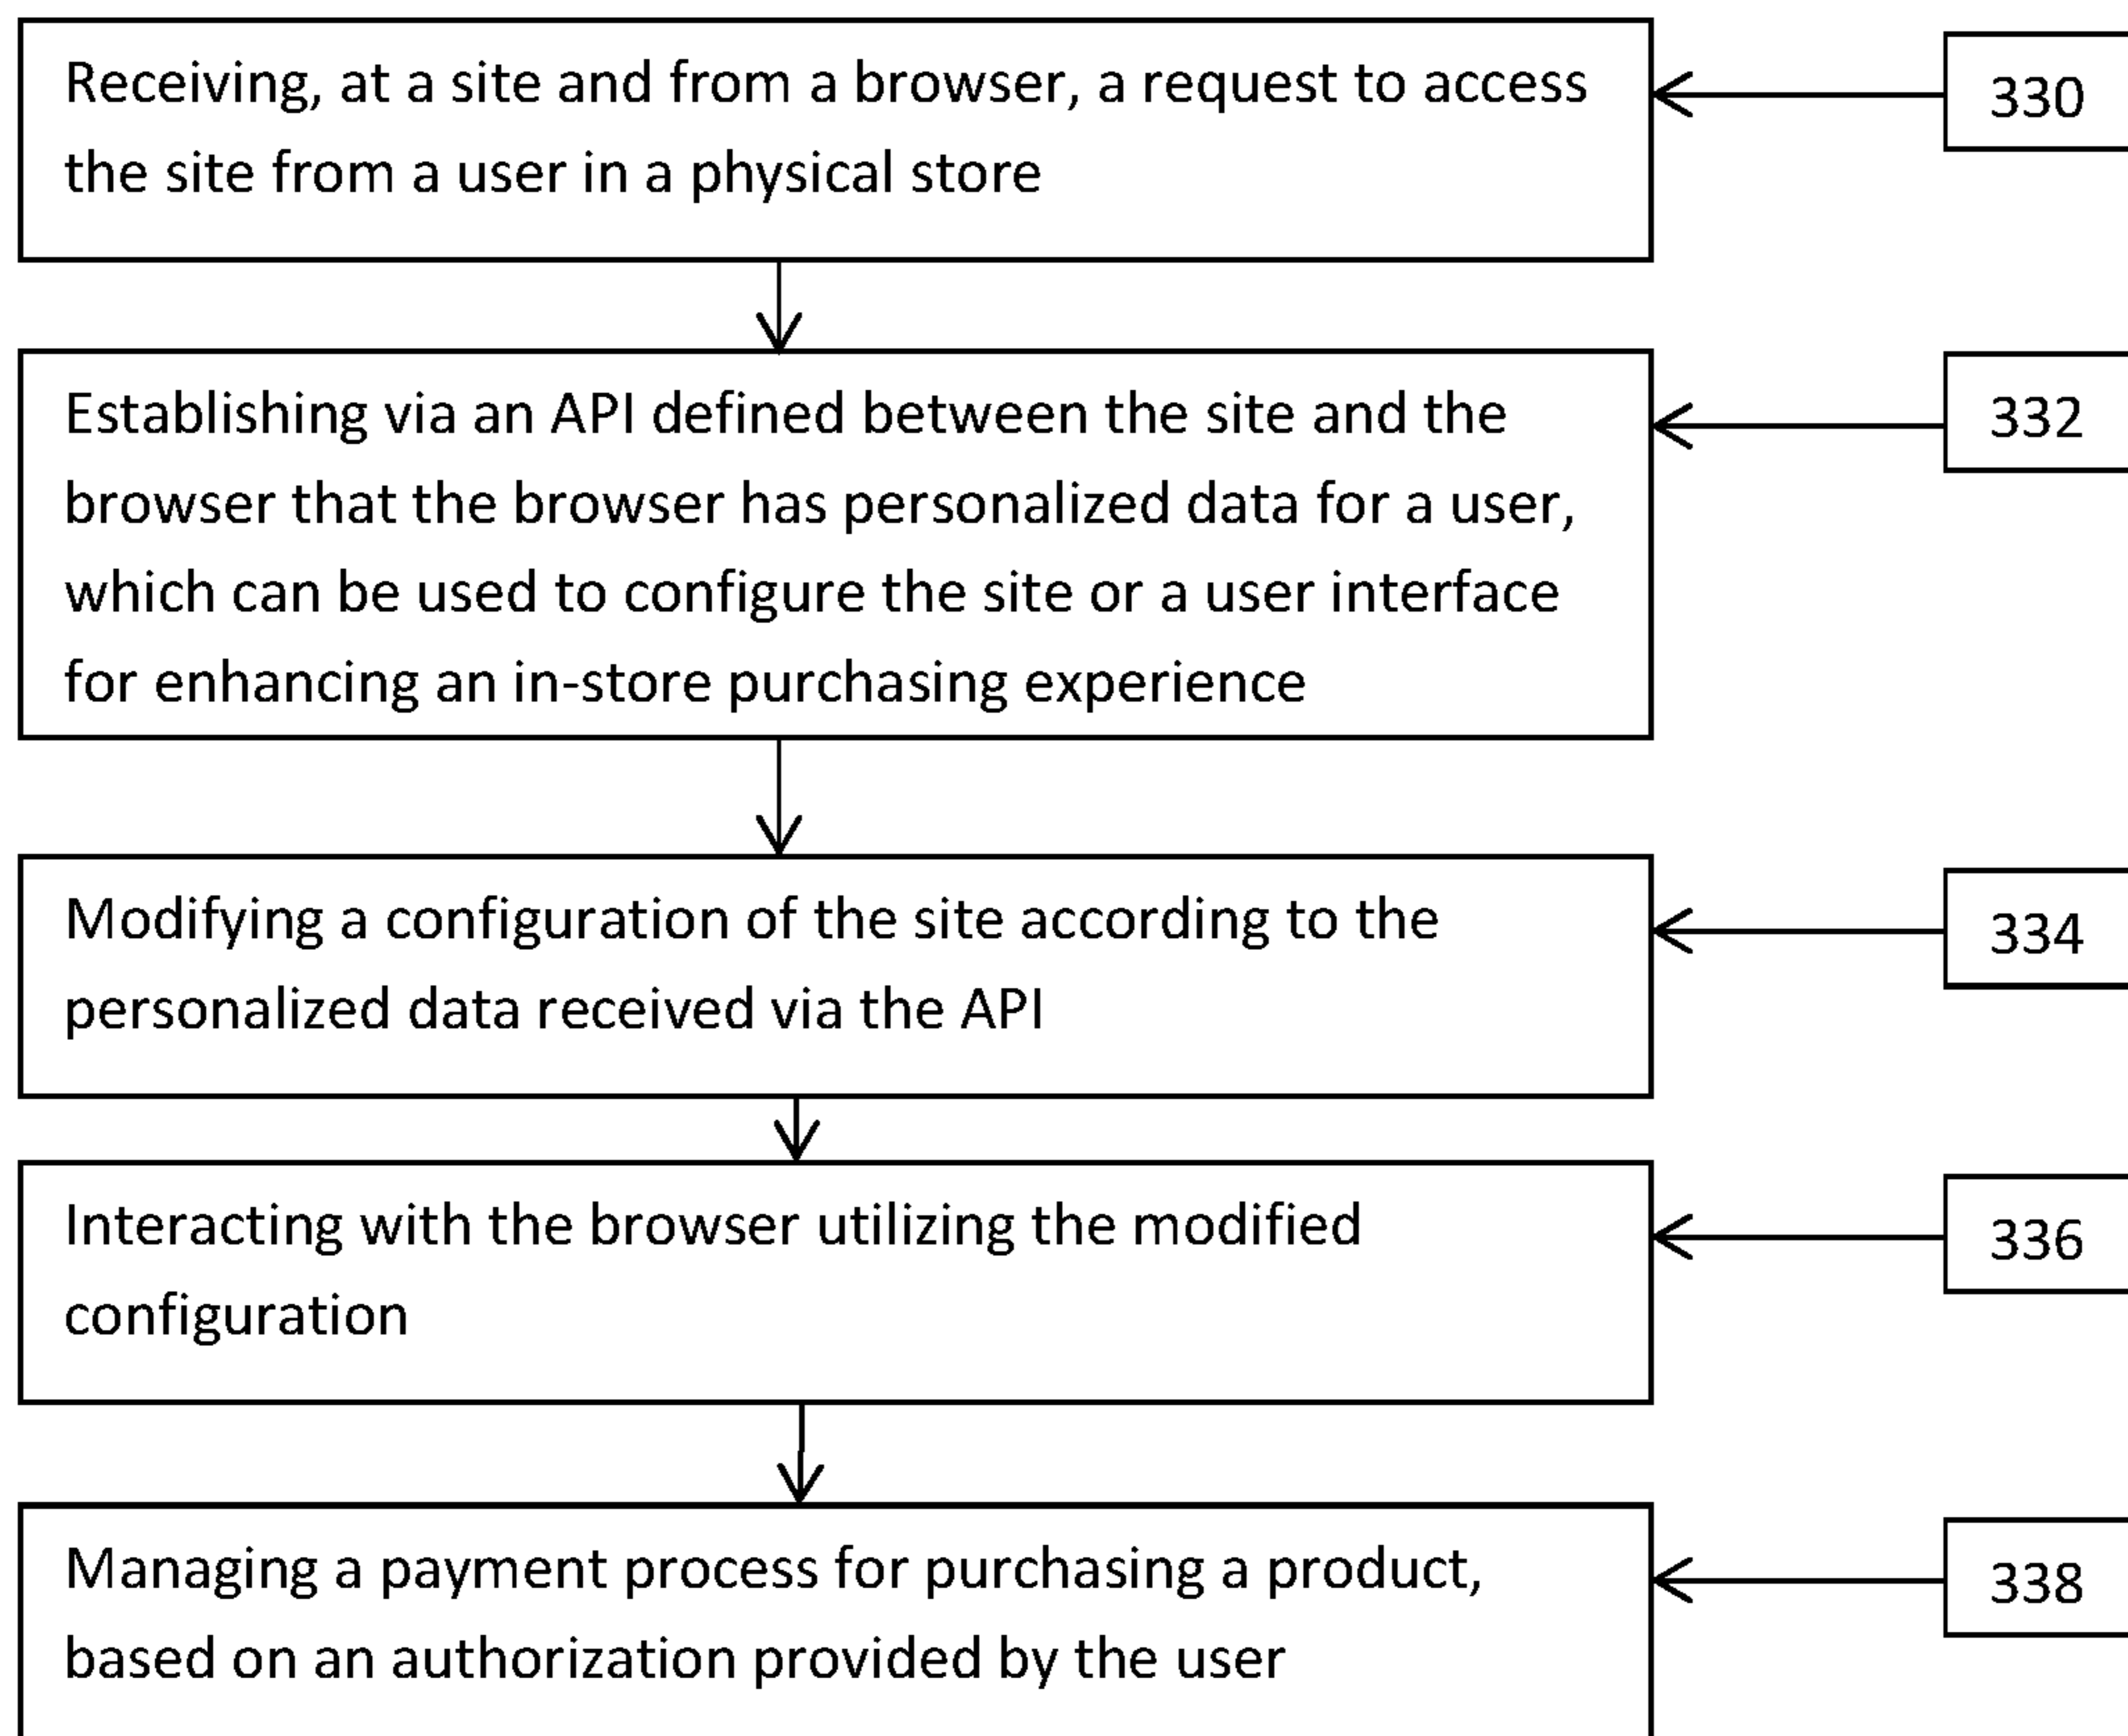 Receiving, at a site and from a browser, a request to access
the site from a user in a physical store
330
Establishing via an API defined between the site and the
browser that the browser has personalized data for a user,
which can be used to configure the site or a user interface
for enhancing an in-store purchasing experience
332
Modifying a configuration of the site according to the
personalized data received via the API
334
Interacting with the browser utilizing the modified
configuration
336
Managing a payment process for purchasing a product,
based on an authorization provided by the user
338